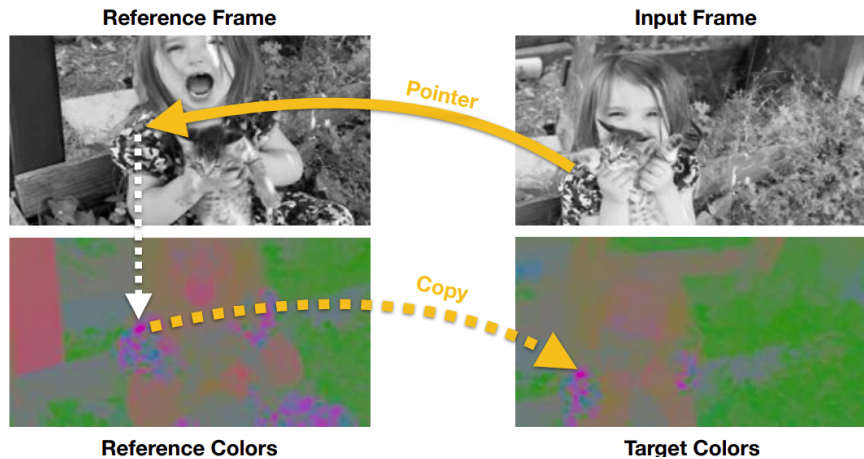 Reference Frame
Input Frame
Pointer
Copy
Reference Colors
Target Colors